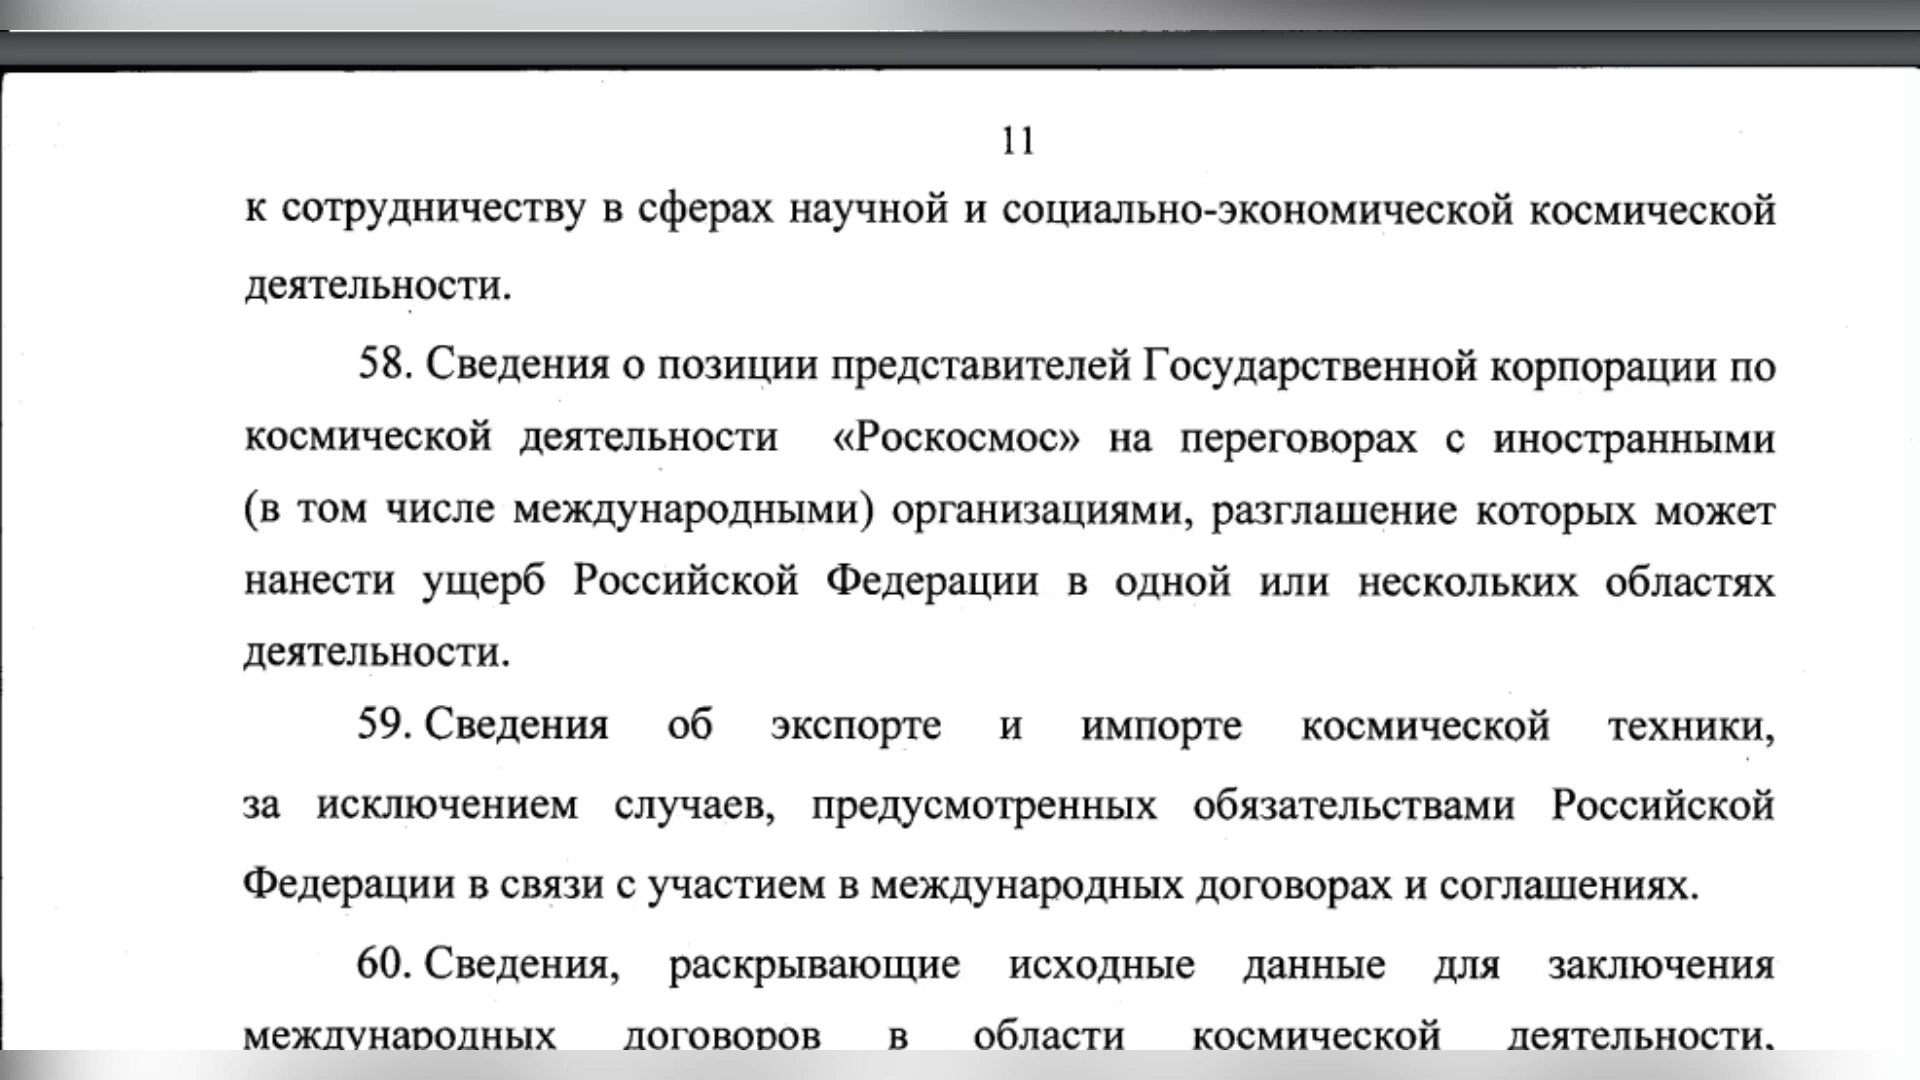 11
к сотрудничеству в сферах научной и социально-экономической космической
деятельности.
58. Сведения о позиции представителей Государственной корпорации по
космической деятельности «Роскосмос» на переговорах с иностранными
(в том числе международными) организациями, разглашение которых может
нанести ущерб Российской Федерации в одной или нескольких областях
деятельности.
59. Сведения об экспорте и импорте космической техники,
за исключением случаев, предусмотренных обязательствами Российской
Федерации в связи с участием в международных договорах и соглашениях.
60. Сведения, раскрывающие исходные данные для заключения
международных договоров в области космической деятельности,